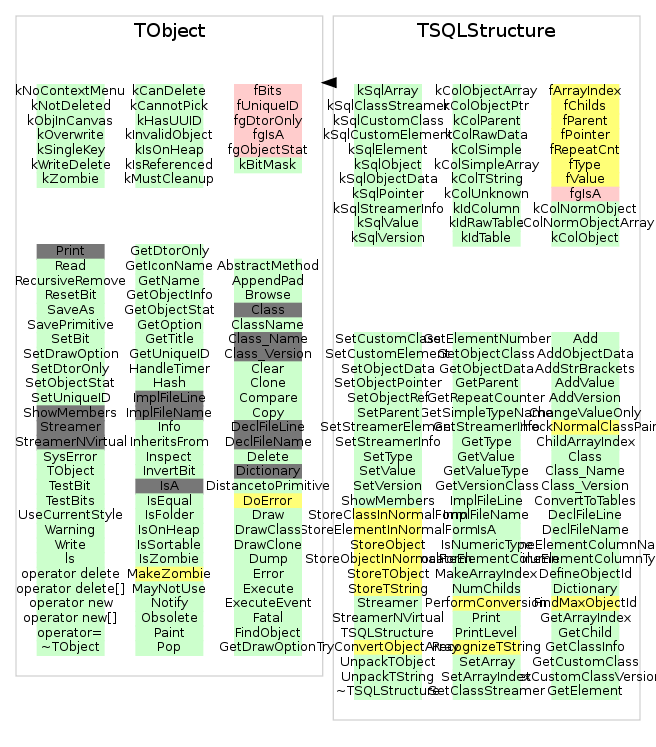 TObject
kNoContextMenu kCanDelete fBits
kNotDeleted kCannotPick fUniqueID
kObjInCanvas kHasUUID fgDtorOnly
kOverwrite kInvalidObject fgIsA
kSingleKey kIsOnHeap fgObjectStat
kWriteDelete kIsReferenced kBitMask
kZombie kMustCleanup
Print GetDtorOnly
Read GetIconName AbstractMethod
RecursiveRemove GetName AppendPad
ResetBit GetObjectInfo Browse
SaveAs GetObjectStat Class
SavePrimitive GetOption ClassName
SetBit GetTitle Class_Name
SetDrawOption GetUniqueID Class_Version
SetDtorOnly HandleTimer Clear
SetObjectStat Hash Clone
SetUniqueID ImplFileLine Compare
ShowMembers ImplFileName Copy
Streamer Info DeclFileLine
StreamerNVirtual InheritsFrom DeclFileName
SysError Inspect Delete
TObject InvertBit Dictionary
TestBit IsA DistancetoPrimitive
TestBits IsEqual DoError
UseCurrentStyle IsFolder Draw
Warning IsOnHeap DrawClass
Write IsSortable DrawClone
ls IsZombie Dump
operator delete MakeZombie Error
operator delete[] MayNotUse Execute
operator new Notify ExecuteEvent
operator new[] Obsolete Fatal
operator= Paint FindObject
~TObject Pop GetDrawOption
TSQLStructure
kSqlArray kColObjectArray fArrayIndex
kSqlClassStreamer kColObjectPtr fChilds
kSqlCustomClass kColParent fParent
kSqlCustomElement kColRawData fPointer
kSqlElement kColSimple fRepeatCnt
kSqlObject kColSimpleArray fType
kSqlObjectData kColTString fValue
kSqlPointer kColUnknown fgIsA
kSqlStreamerInfo kIdColumn kColNormObject
kSqlValue kIdRawTable ColNormObjectArray
kSqlVersion kIdTable kColObject
SetCustomClass GetElementNumber Add
SetCustomElement GetObjectClass AddObjectData
SetObjectData GetObjectData AddStrBrackets
SetObjectPointer GetParent AddValue
SetObjectRef GetRepeatCounter AddVersion
SetParent GetSimpleTypeName ChangeValueOnly
SetStreamerElement GetStreamerInfo NormalClassPair
SetStreamerInfo GetType ChildArrayIndex
SetType GetValue Class
SetValue GetValueType Class_Name
SetVersion GetVersionClass Class_Version
ShowMembers ImplFileLine ConvertToTables
StoreClassInNormalForm ImplFileName DeclFileLine
StoreElementInNormalForm IsA DeclFileName
StoreObject IsNumericType
StoreObjectInNormalForm
StoreTObject MakeArrayIndex DefineObjectId
StoreTString NumChilds Dictionary
Streamer PerformConversion FindMaxObjectId
StreamerNVirtual Print GetArrayIndex
TSQLStructure PrintLevel GetChild
TryConvertObjectArray RecognizeTString GetClassInfo
UnpackTObject SetArray GetCustomClass
UnpackTString SetArrayIndex
~TSQLStructure SetClassStreamer GetElement